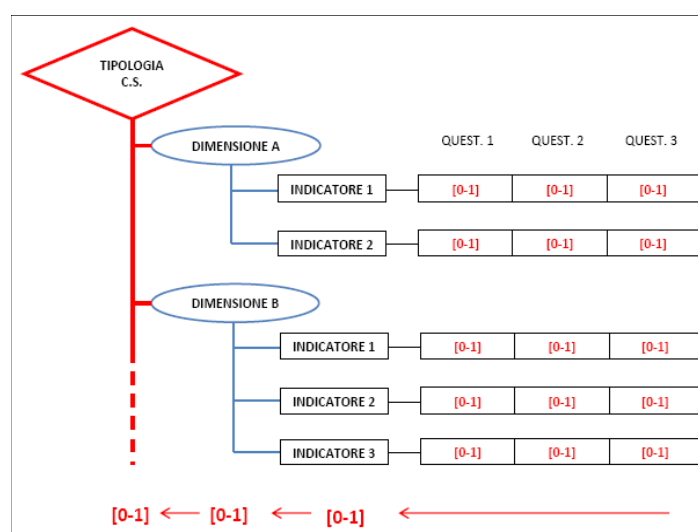 TIPOLOGIA
C.S.
DIMENSIONE A
QUEST. 1 QUEST. 2 QUEST. 3
INDICATORE 1 [0-1] [0-1] [0-1]
INDICATORE 2 [0-1] [0-1] [0-1]
DIMENSIONE B
INDICATORE 1 [0-1] [0-1] [0-1]
INDICATORE 2 [0-1] [0-1] [0-1]
INDICATORE 3 [0-1] [0-1] [0-1]
[0-1] [0-1] [0-1]